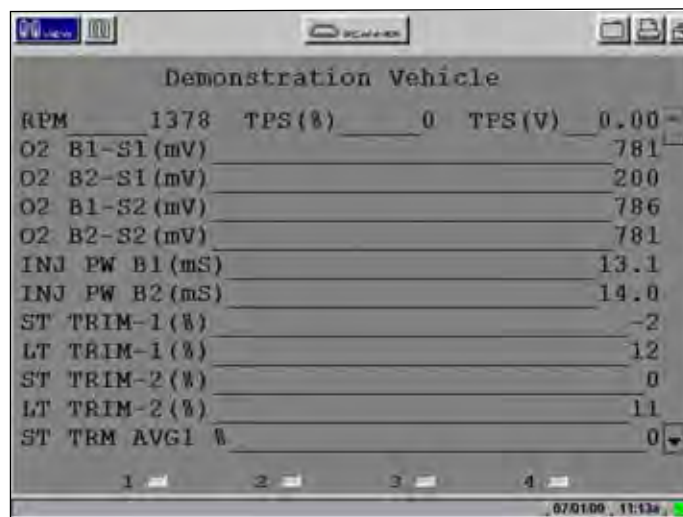 VIEW SCANNER
Demonstration Vehicle
RPM 1378 TPS(%) 0 TPS(V) 0.00
O2 B1-S1(mV) 781
O2 B2-S1(mV) 200
O2 B1-S2(mV) 786
O2 B2-S2(mV) 781
INJ PW B1(mS) 13.1
INJ PW B2(mS) 14.0
ST TRIM-1(%) -2
LT TRIM-1(%) 12
ST TRIM-2(%) 0
LT TRIM-2(%) 11
ST TRM AVG1 % 0
1 2 3 4
07/01/00 11:13a